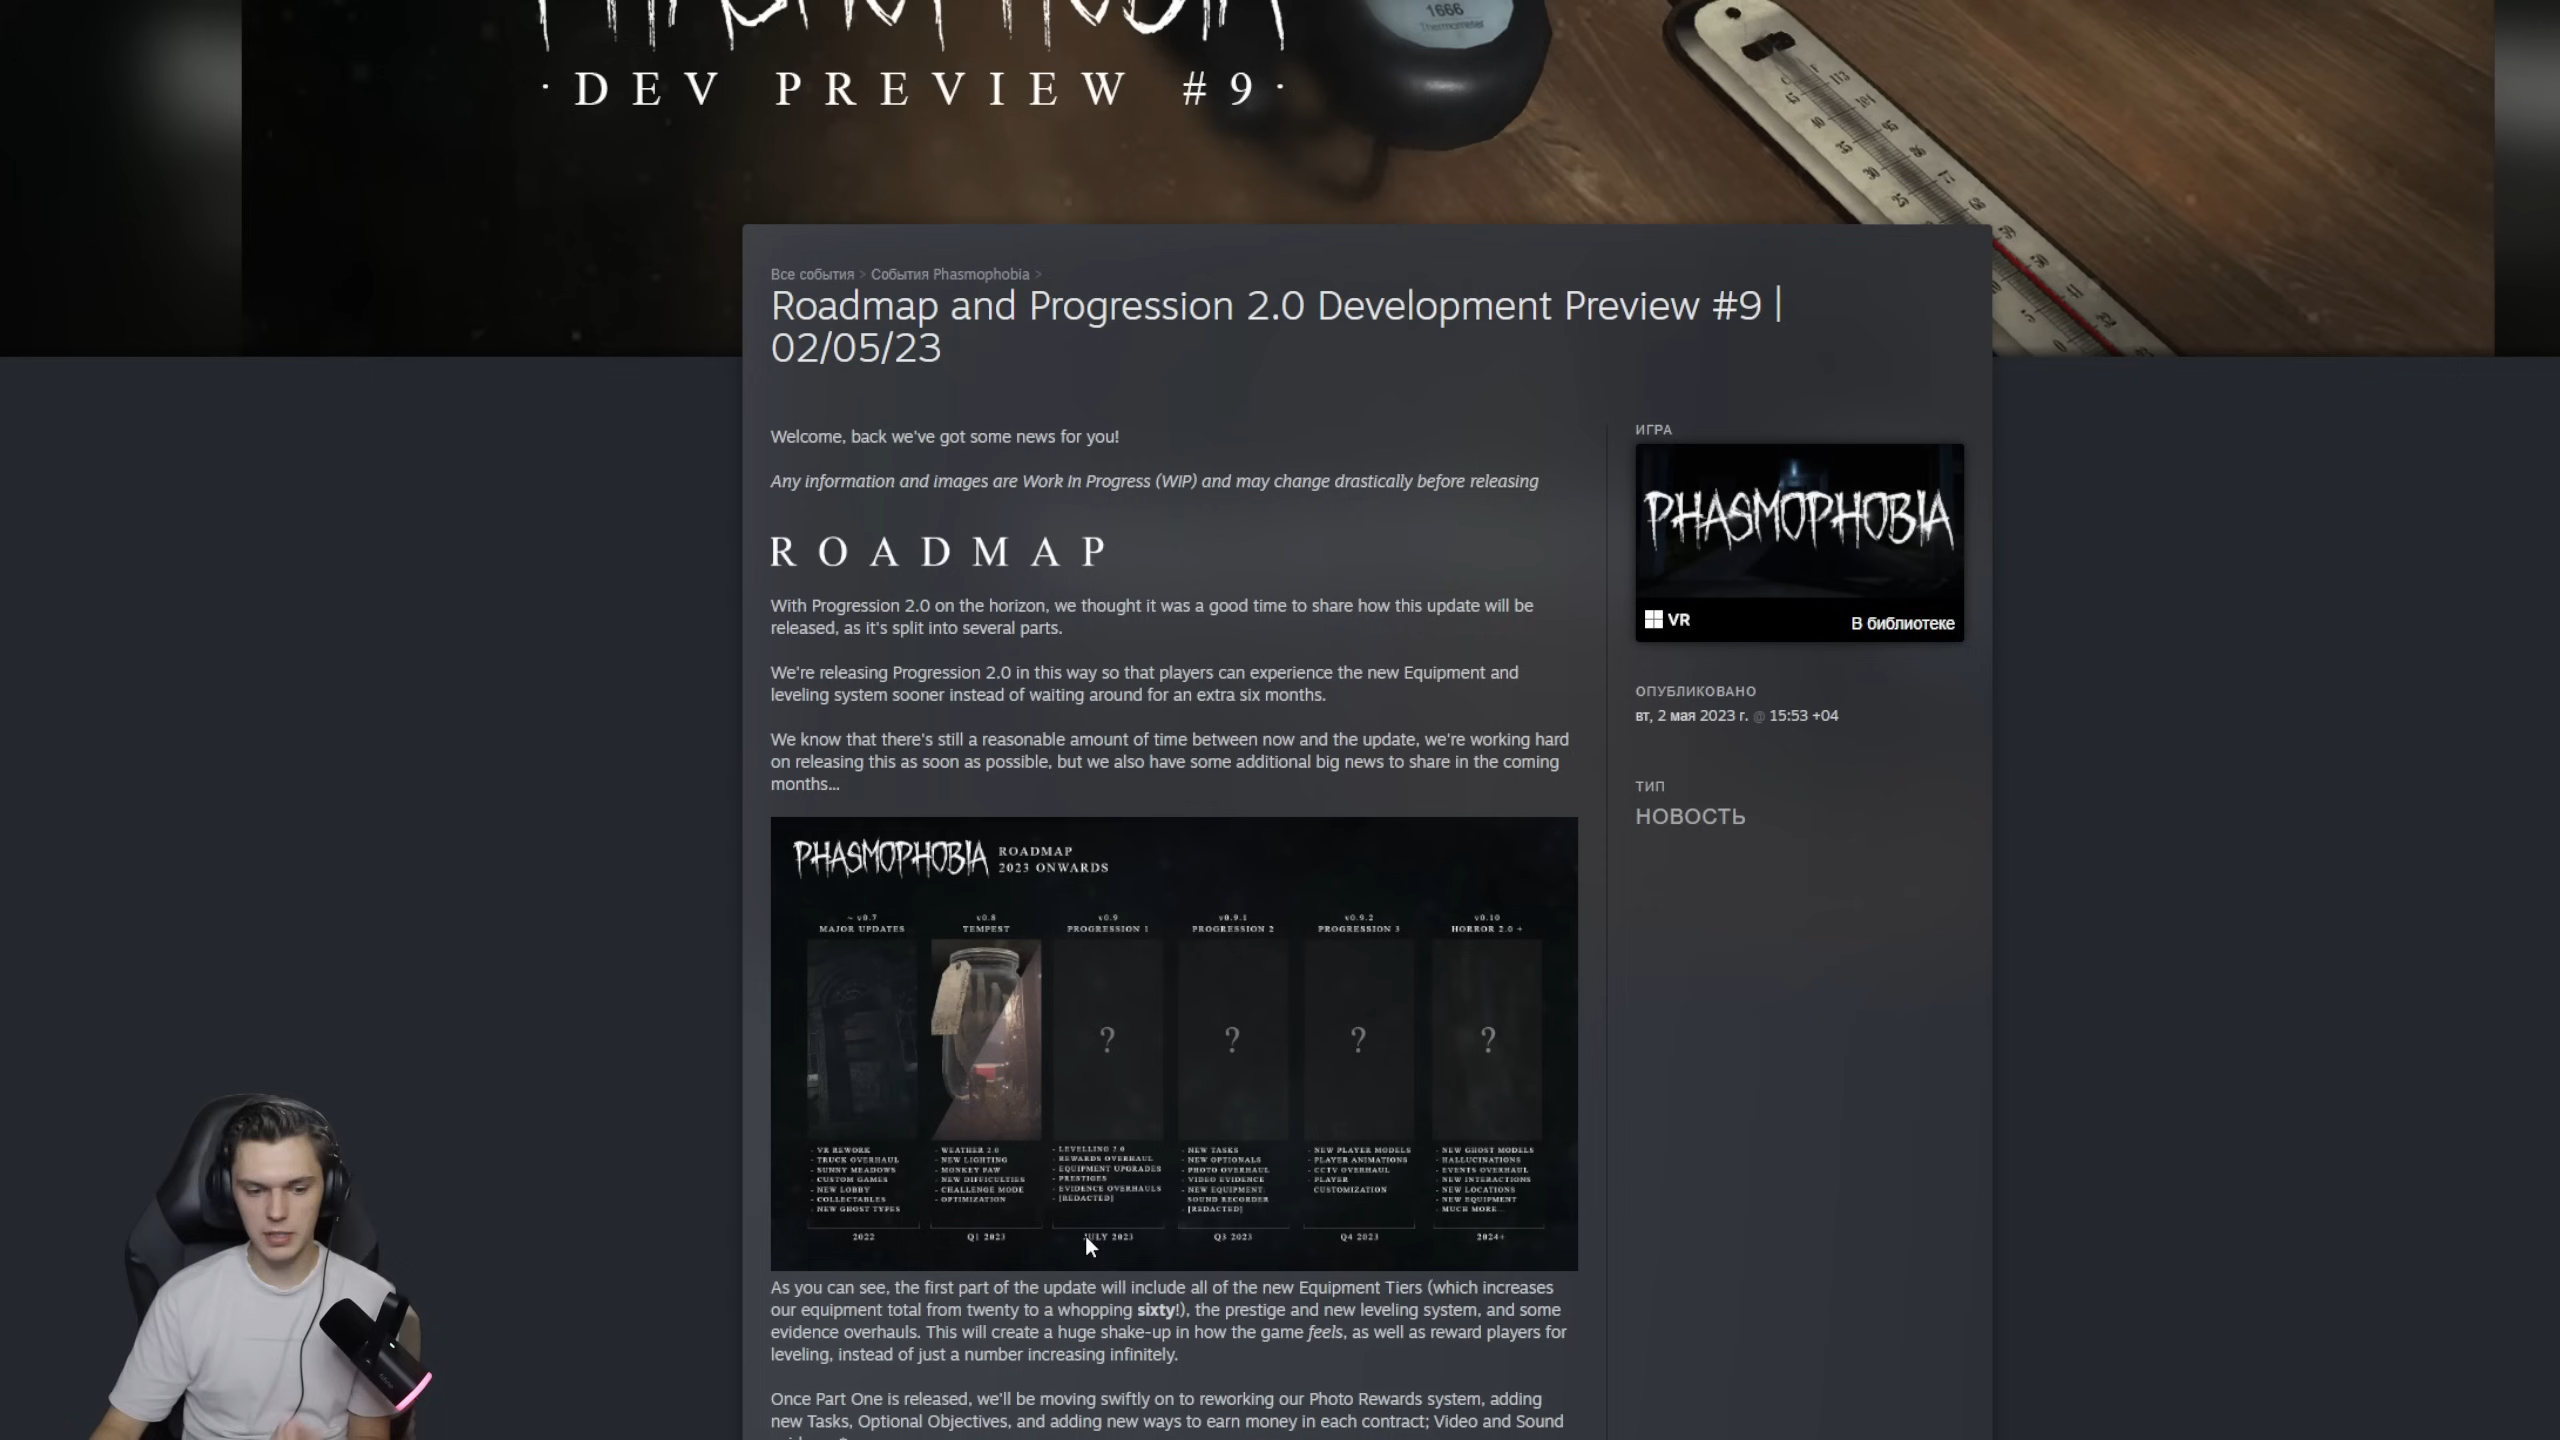 PHASMOPHOBIA
· DEV PREVIEW #9 ·
1666
Thermometer
Все события > События Phasmophobia >
Roadmap and Progression 2.0 Development Preview #9 |
02/05/23
Welcome, back we've got some news for you!
Any information and images are Work In Progress (WIP) and may change drastically before releasing
ROADMAP
With Progression 2.0 on the horizon, we thought it was a good time to share how this update will be
released, as it's split into several parts.
We're releasing Progression 2.0 in this way so that players can experience the new Equipment and
leveling system sooner instead of waiting around for an extra six months.
We know that there's still a reasonable amount of time between now and the update, we're working hard
on releasing this as soon as possible, but we also have some additional big news to share in the coming
months...
PHASMOPHOBIA
ROADMAP
2023 ONWARDS
~ v0.7
MAJOR UPDATES
- VR REWORK
- TRUCK OVERHAUL
- SUNNY MEADOWS
- CUSTOM GAMES
- NEW LOBBY
- COLLECTABLES
- NEW GHOST TYPES
2022
v0.8
TEMPEST
- WEATHER 2.0
- NEW LIGHTING
- MONKEY PAW
- NEW DIFFICULTIES
- CHALLENGE MODE
- OPTIMIZATION
Q1 2023
v0.9
PROGRESSION 1
?
- LEVELLING 2.0
- REWARDS OVERHAUL
- EQUIPMENT UPGRADES
- PRESTIGES
- EVIDENCE OVERHAULS
- [REDACTED]
JULY 2023
v0.9.1
PROGRESSION 2
?
- NEW TASKS
- NEW OPTIONALS
- PHOTO OVERHAUL
- VIDEO EVIDENCE
- NEW EQUIPMENT:
SOUND RECORDER
- [REDACTED]
Q3 2023
v0.9.2
PROGRESSION 3
?
- NEW PLAYER MODELS
- PLAYER ANIMATIONS
- CCTV OVERHAUL
- PLAYER
CUSTOMIZATION
Q4 2023
v0.10
HORROR 2.0 +
?
- NEW GHOST MODELS
- HALLUCINATIONS
- EVENTS OVERHAUL
- NEW INTERACTIONS
- NEW LOCATIONS
- NEW EQUIPMENT
- MUCH MORE...
2024+
As you can see, the first part of the update will include all of the new Equipment Tiers (which increases
our equipment total from twenty to a whopping sixty!), the prestige and new leveling system, and some
evidence overhauls. This will create a huge shake-up in how the game feels, as well as reward players for
leveling, instead of just a number increasing infinitely.
Once Part One is released, we'll be moving swiftly on to reworking our Photo Rewards system, adding
new Tasks, Optional Objectives, and adding new ways to earn money in each contract; Video and Sound
ИГРА
PHASMOPHOBIA
VR
В библиотеке
ОПУБЛИКОВАНО
вт, 2 мая 2023 г. @ 15:53 +04
ТИП
НОВОСТЬ